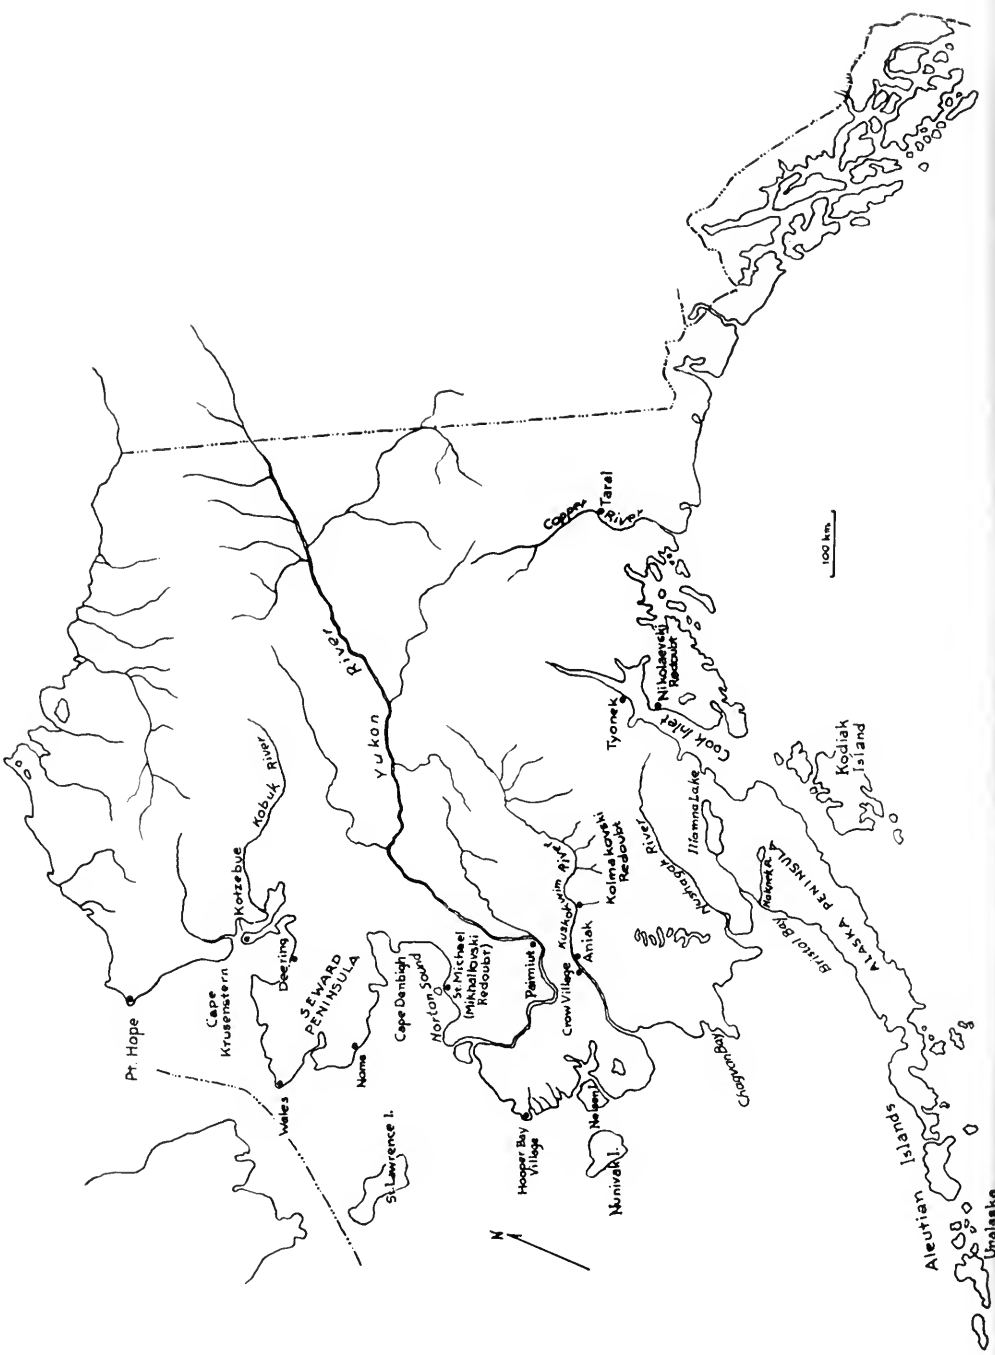 Pt. Hope
Cape
Krusenstern
Kotzebue
Kobuk River
Deering
SEWARD
PENINSULA
Wales
Nome
St. Lawrence I.
Cape Denbigh
Norton Sound
St. Michael
(Mikhailovski
Redoubt)
Yukon River
Paimiut
Crow Village
Kuskokwim River
Aniak
Kolmakovski
Redoubt
Hooper Bay
Village
Nelson I.
Nunivak I.
N
Copper River
Taral
Nikolaevski
Redoubt
Tyonek
Cook Inlet
Nushagak River
Iliamna Lake
Naknek R.
Kodiak
Island
Bristol Bay
ALASKA PENINSULA
Chagvan Bay
Aleutian Islands
Unalaska
100 km.